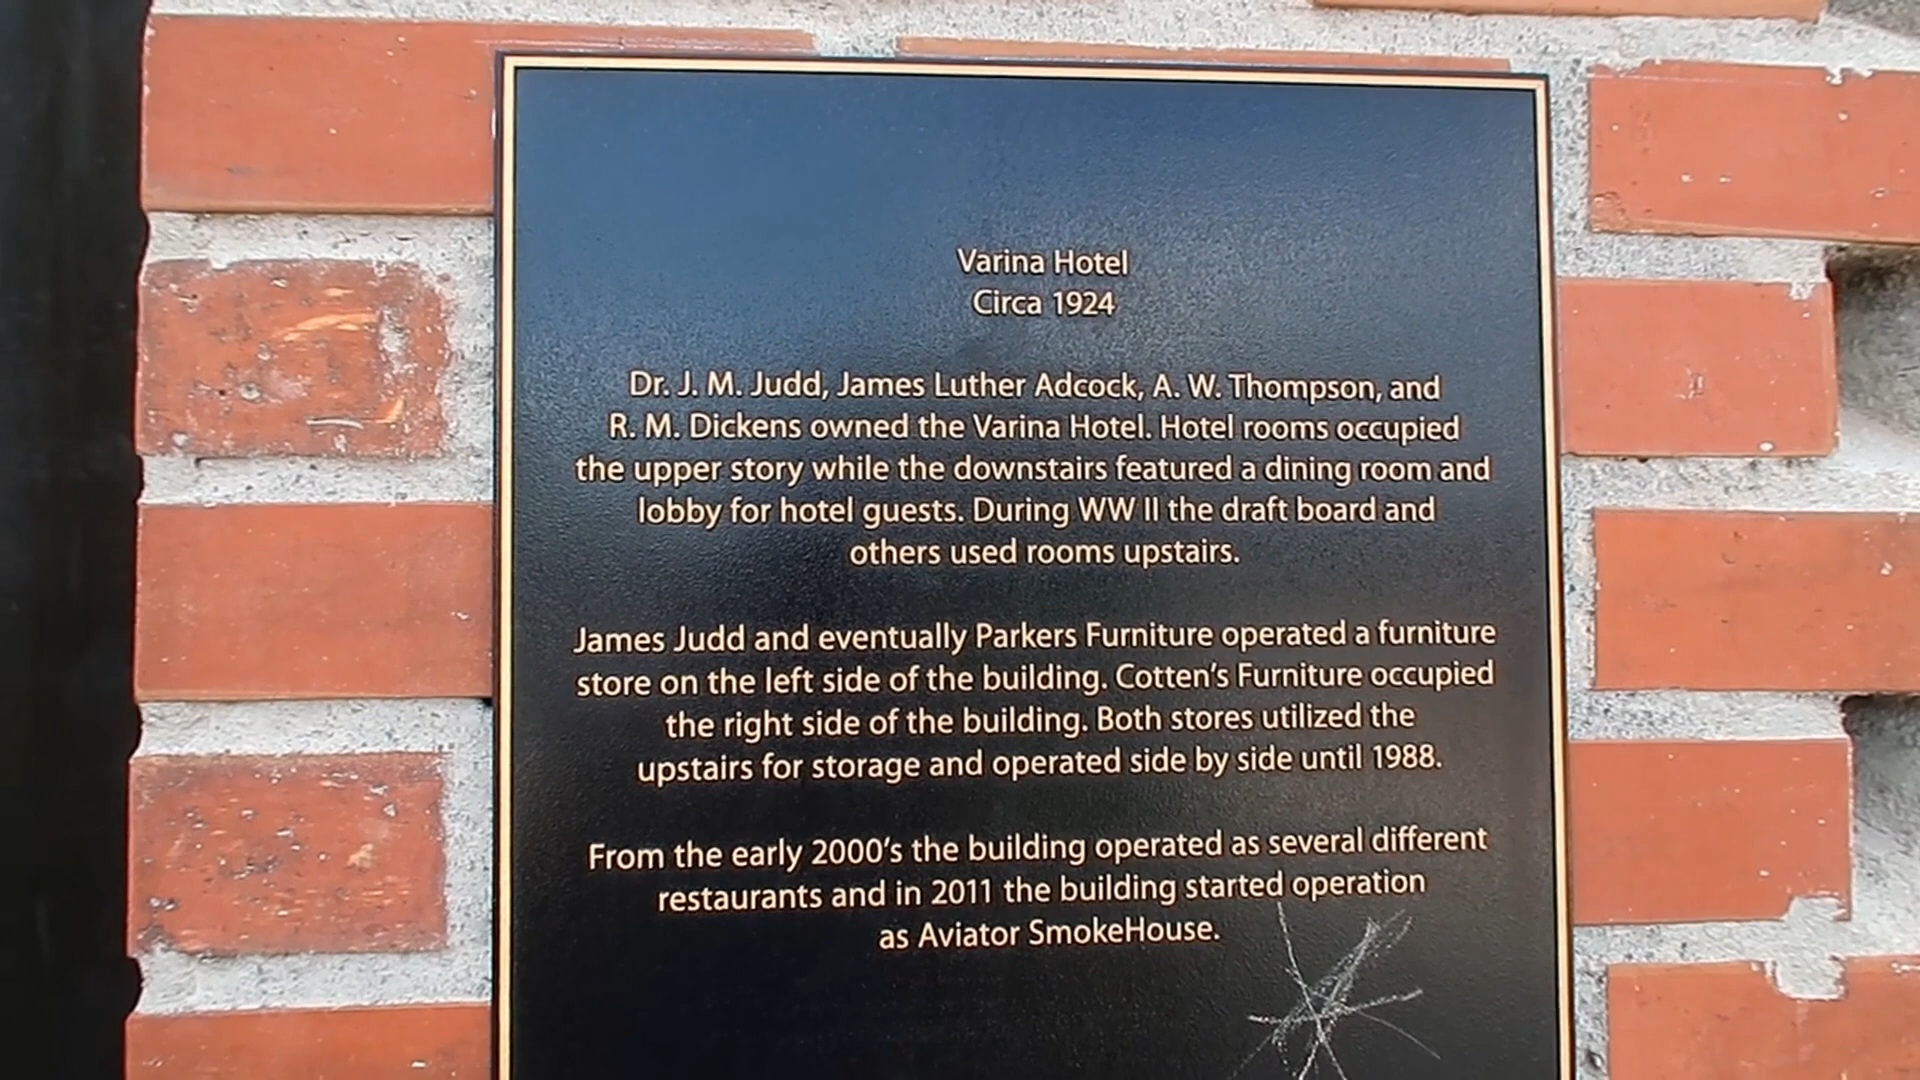 Varina Hotel
Circa 1924
Dr. J. M. Judd, James Luther Adcock, A. W. Thompson, and
R. M. Dickens owned the Varina Hotel. Hotel rooms occupied
the upper story while the downstairs featured a dining room and
lobby for hotel guests. During WW II the draft board and
others used rooms upstairs.
James Judd and eventually Parkers Furniture operated a furniture
store on the left side of the building. Cotten's Furniture occupied
the right side of the building. Both stores utilized the
upstairs for storage and operated side by side until 1988.
From the early 2000's the building operated as several different
restaurants and in 2011 the building started operation
as Aviator SmokeHouse.